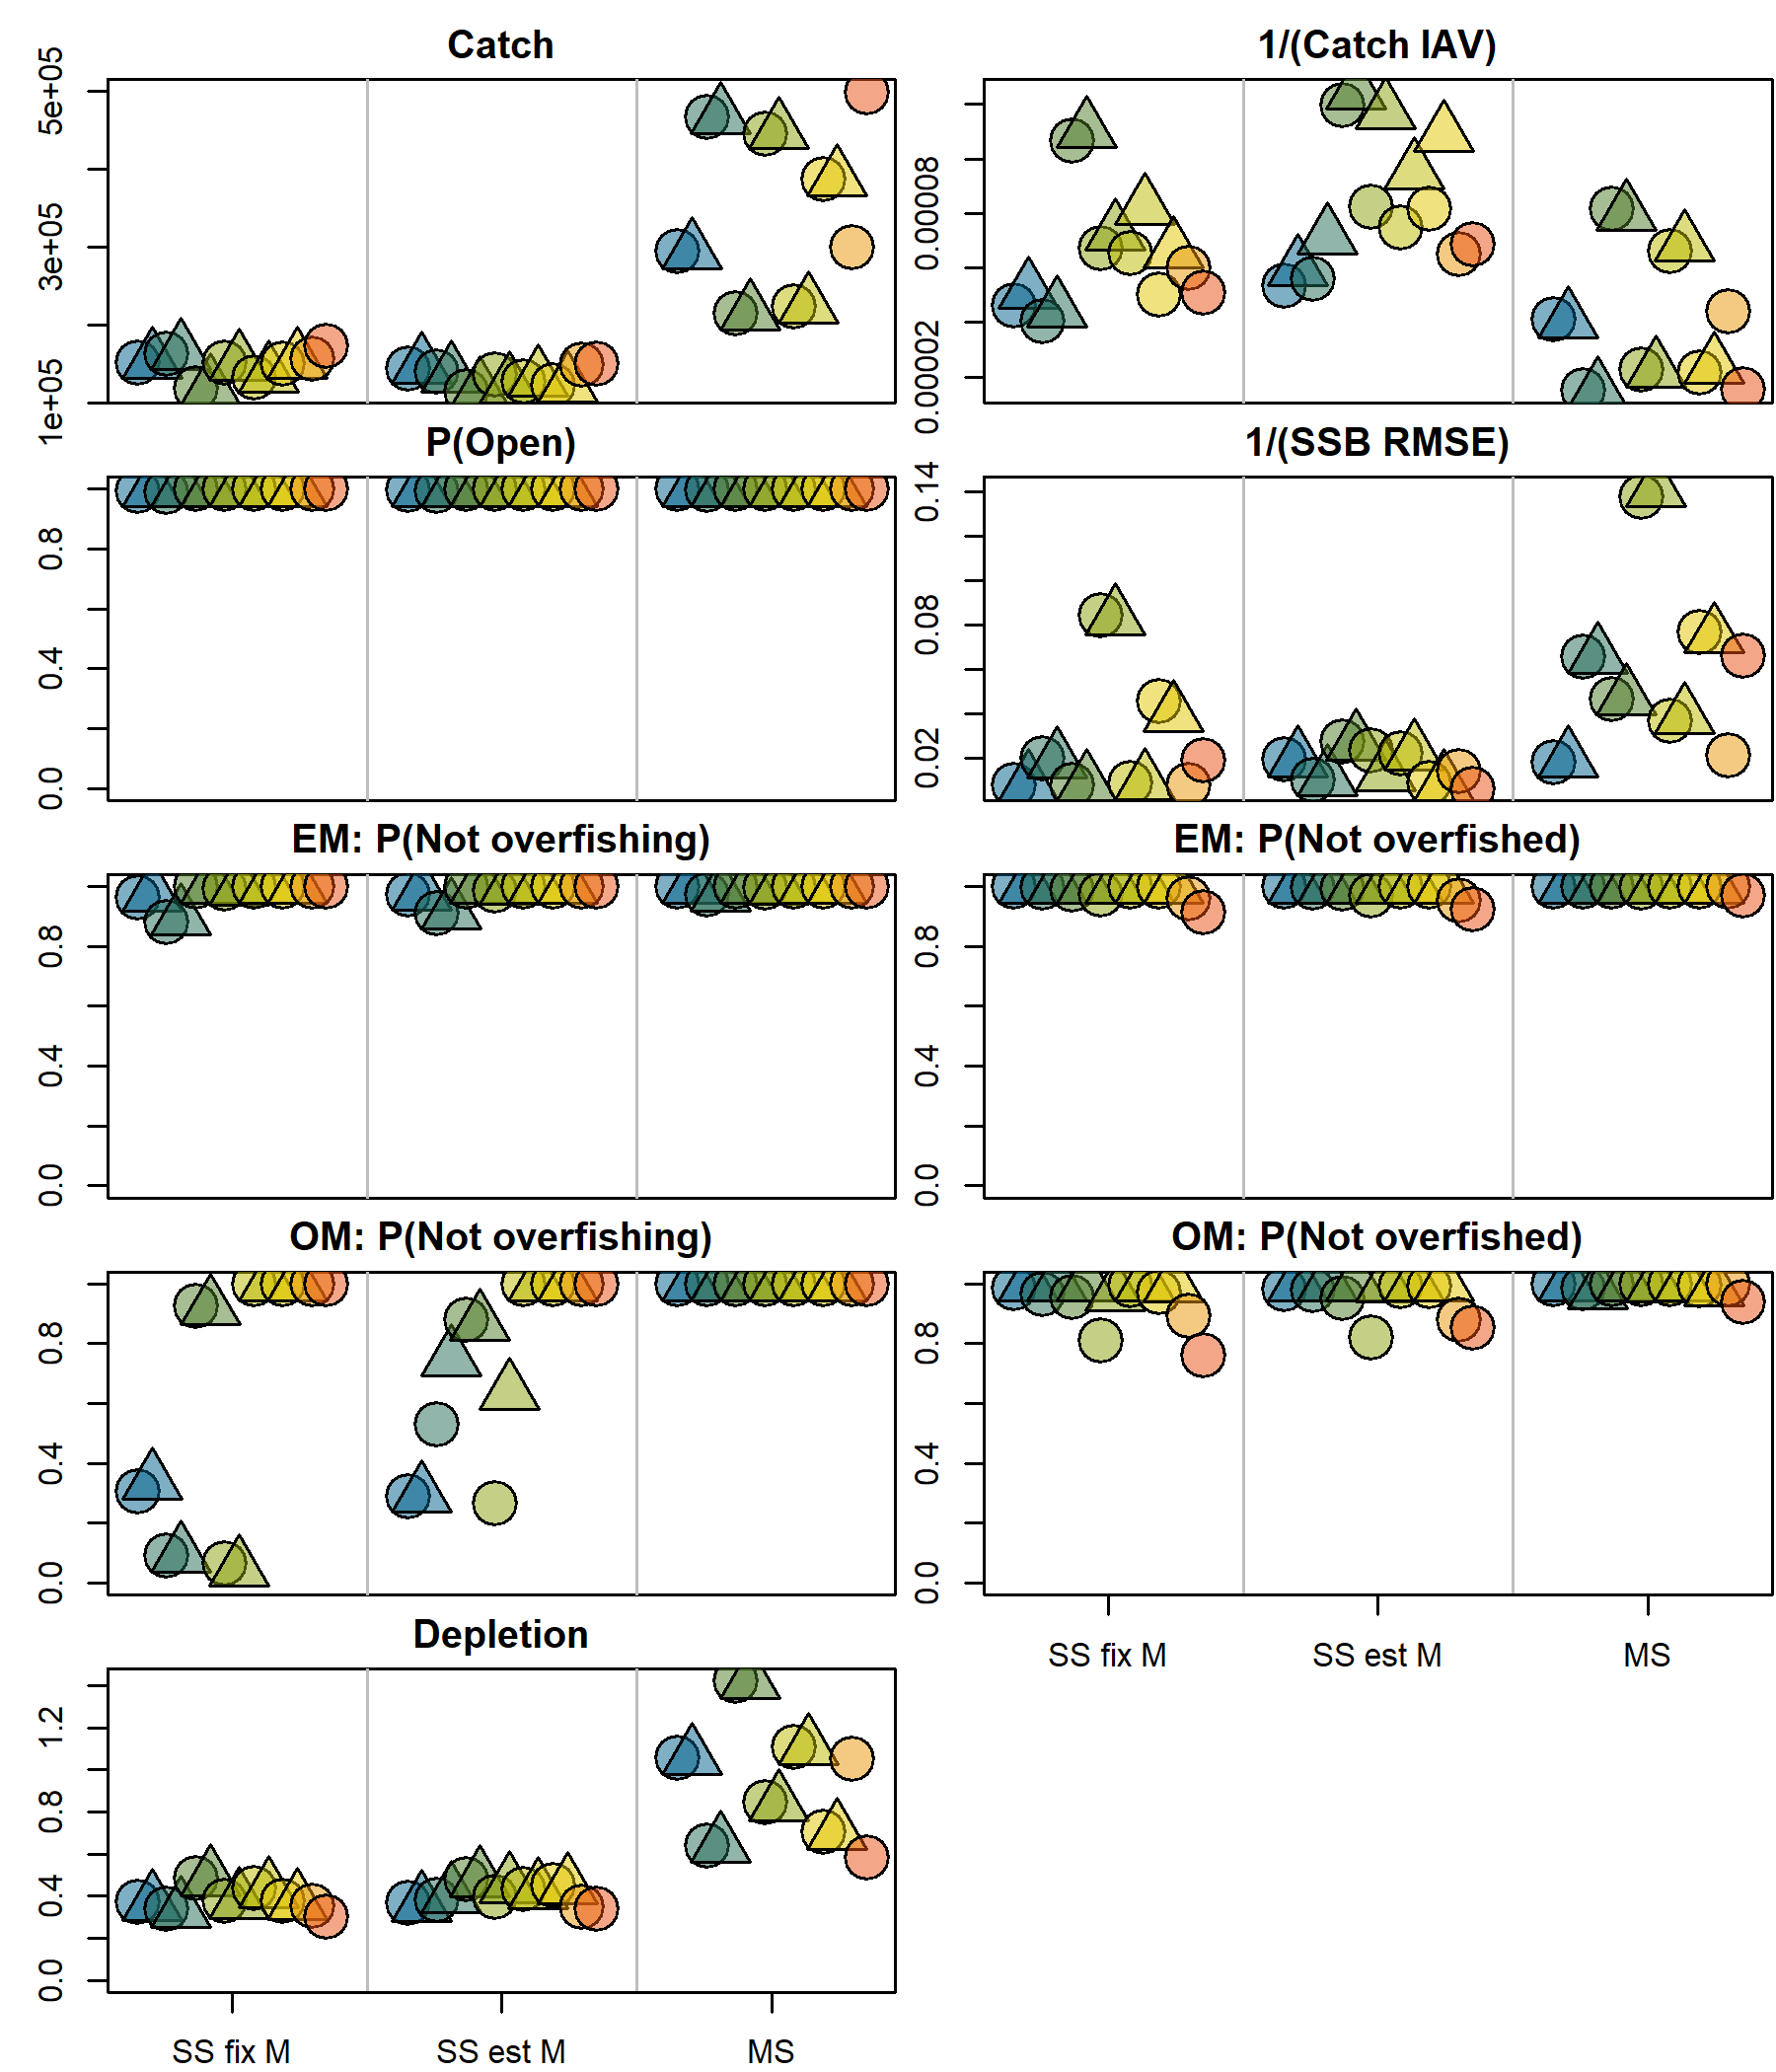 Catch
1e+05 3e+05 5e+05
1/(Catch IAV)
0.00002 0.00008
P(Open)
0.0 0.4 0.8
1/(SSB RMSE)
0.02 0.08 0.14
EM: P(Not overfishing)
0.0 0.4 0.8
EM: P(Not overfished)
0.0 0.4 0.8
OM: P(Not overfishing)
0.0 0.4 0.8
OM: P(Not overfished)
0.0 0.4 0.8
SS fix M SS est M MS
Depletion
0.0 0.4 0.8 1.2
SS fix M SS est M MS